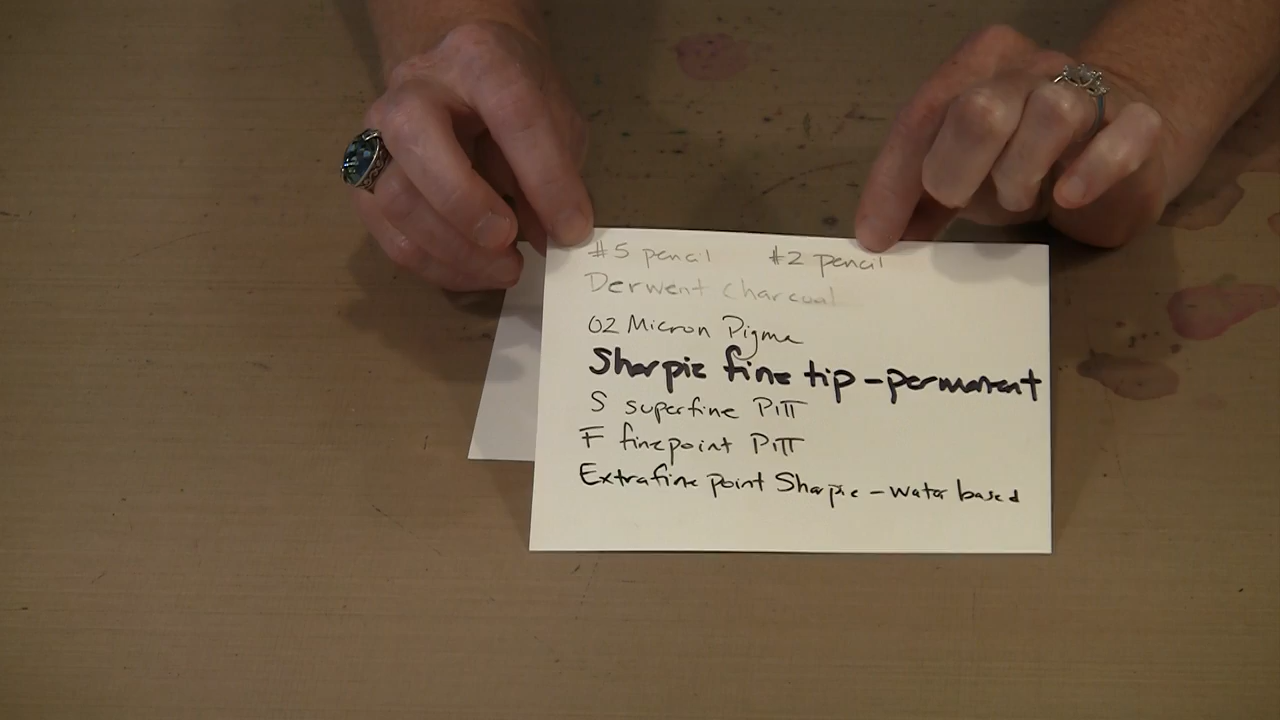 #5 pencil #2 pencil
Derwent charcoal
02 Micron Pigma
Sharpie fine tip - permanent
S superfine PITT
F finepoint PITT
Extrafine point Sharpie - water based